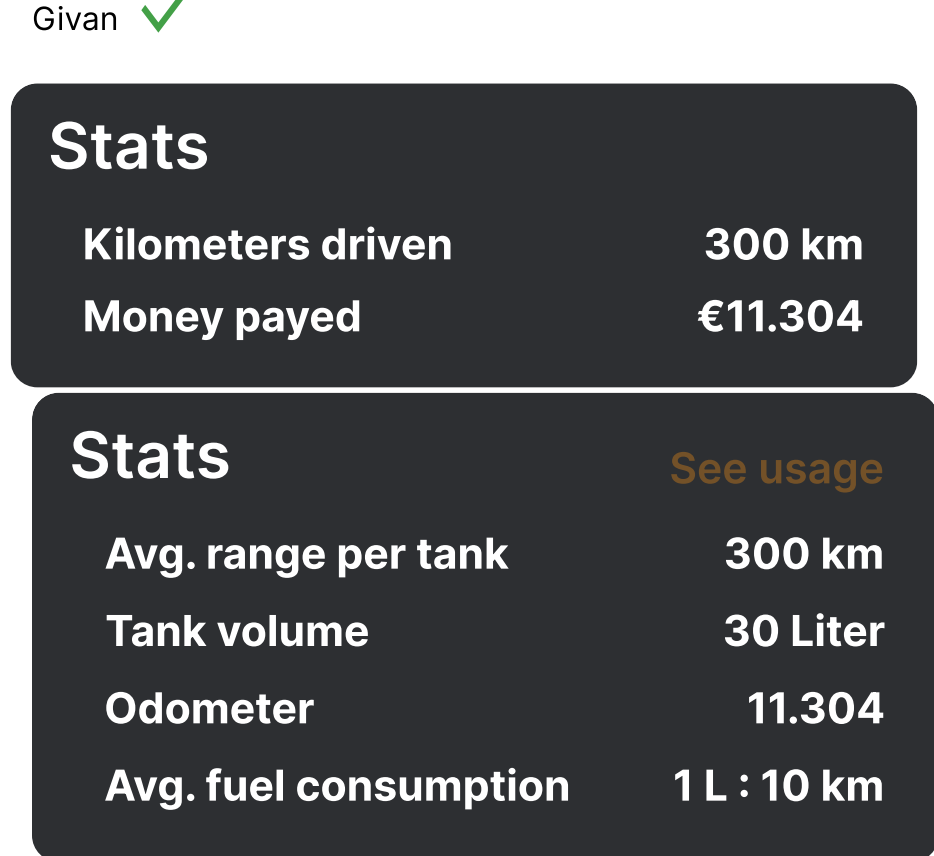 Givan
Stats
Kilometers driven 300 km
Money payed €11.304
Stats
See usage
Avg. range per tank 300 km
Tank volume 30 Liter
Odometer 11.304
Avg. fuel consumption 1 L : 10 km